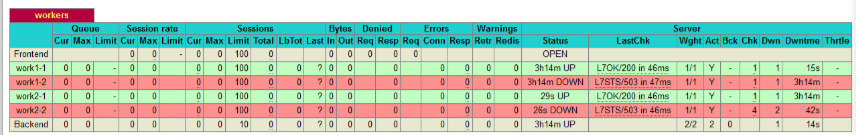 workers
Queue Session rate Sessions Bytes Denied Errors Warnings Server
Cur Max Limit Cur Max Limit Cur Max Limit Total LbTot Last In Out Req Resp Req Conn Resp Retr Redis Status LastChk Wght Act Bck Chk Dwn Dwntme Thrtle
Frontend 0 0 - 0 0 100 0 0 0 0 0 0 OPEN
work1-1 0 0 - 0 0 0 0 100 0 0 ? 0 0 0 0 0 0 0 3h14m UP L7OK/200 in 46ms 1/1 Y - 1 1 15s -
work1-2 0 0 - 0 0 0 0 100 0 0 ? 0 0 0 0 0 0 0 3h14m DOWN L7STS/503 in 47ms 1/1 Y - 1 1 3h14m -
work2-1 0 0 - 0 0 0 0 100 0 0 ? 0 0 0 0 0 0 0 29s UP L7OK/200 in 46ms 1/1 Y - 1 1 3h14m -
work2-2 0 0 - 0 0 0 0 100 0 0 ? 0 0 0 0 0 0 0 26s DOWN L7STS/503 in 46ms 1/1 Y - 4 2 42s -
Backend 0 0 0 0 0 0 10 0 0 ? 0 0 0 0 0 0 0 0 3h14m UP 2/2 2 0 1 14s